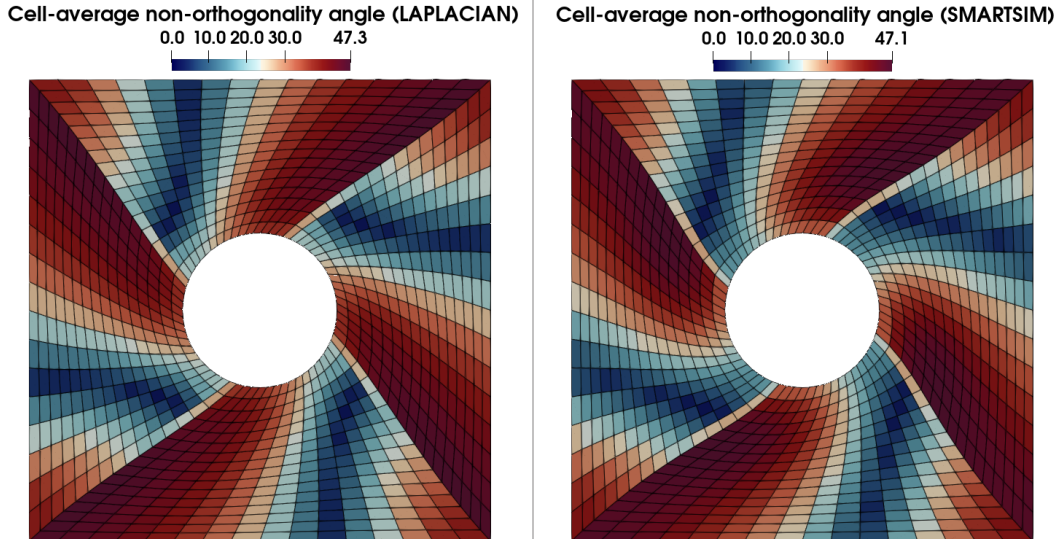 Cell-average non-orthogonality angle (LAPLACIAN)
0.0 10.0 20.0 30.0 47.3
Cell-average non-orthogonality angle (SMARTSIM)
0.0 10.0 20.0 30.0 47.1